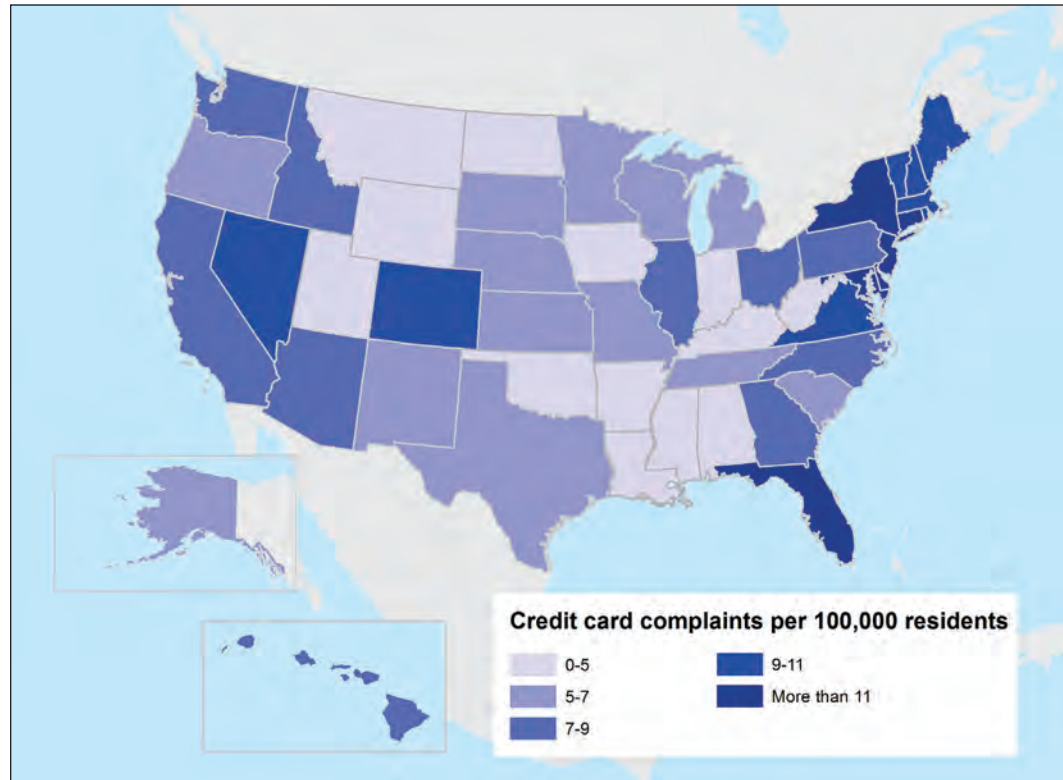 Credit card complaints per 100,000 residents
0-5
5-7
7-9
9-11
More than 11